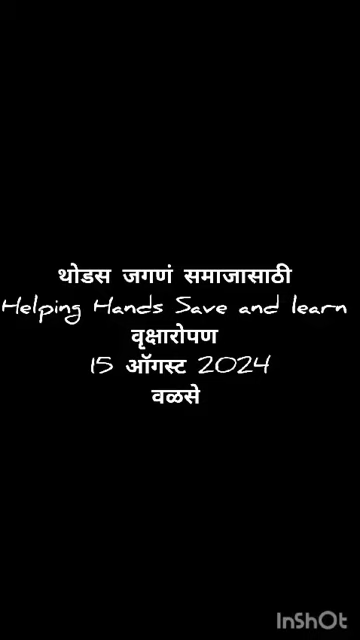 थोडस जगणं समाजासाठी
Helping Hands Save and learn
वृक्षारोपण
15 ऑगस्ट 2024
वळसे
InShOt